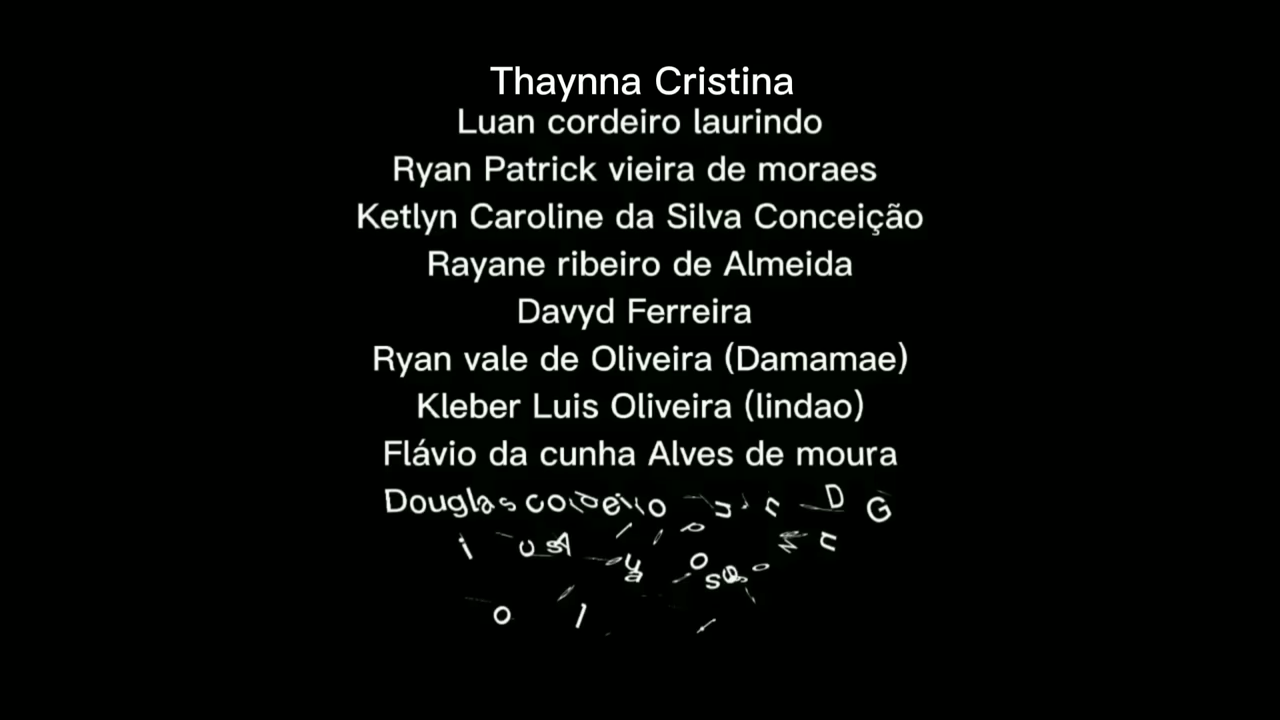 Thaynna Cristina
Luan cordeiro laurindo
Ryan Patrick vieira de moraes
Ketlyn Caroline da Silva Conceição
Rayane ribeiro de Almeida
Davyd Ferreira
Ryan vale de Oliveira (Damamae)
Kleber Luis Oliveira (lindao)
Flávio da cunha Alves de moura
Douglas cordeiro